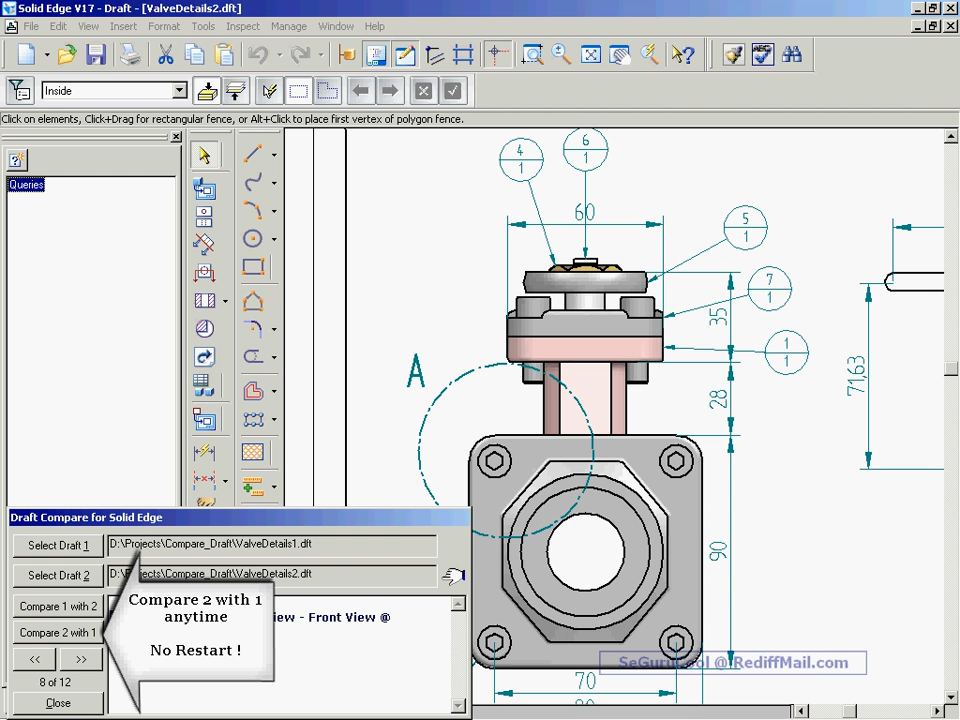 Solid Edge V17 - Draft - [ValveDetails2.dft]
File Edit View Insert Format Tools Inspect Manage Window Help
Inside
Click on elements, Click+Drag for rectangular fence, or Alt+Click to place first vertex of polygon fence.
Queries
4
1
6
1
60
5
1
7
1
35
1
1
A
28
71,63
90
70
Draft Compare for Solid Edge
Select Draft 1 D:\Projects\Compare_Draft\ValveDetails1.dft
Select Draft 2 D:\Projects\Compare_Draft\ValveDetails2.dft
Compare 1 with 2
Compare 2 with 1
<< >>
8 of 12
Close
iew - Front View @
Compare 2 with 1
anytime
No Restart !
SeGuruCool @ RediffMail.com